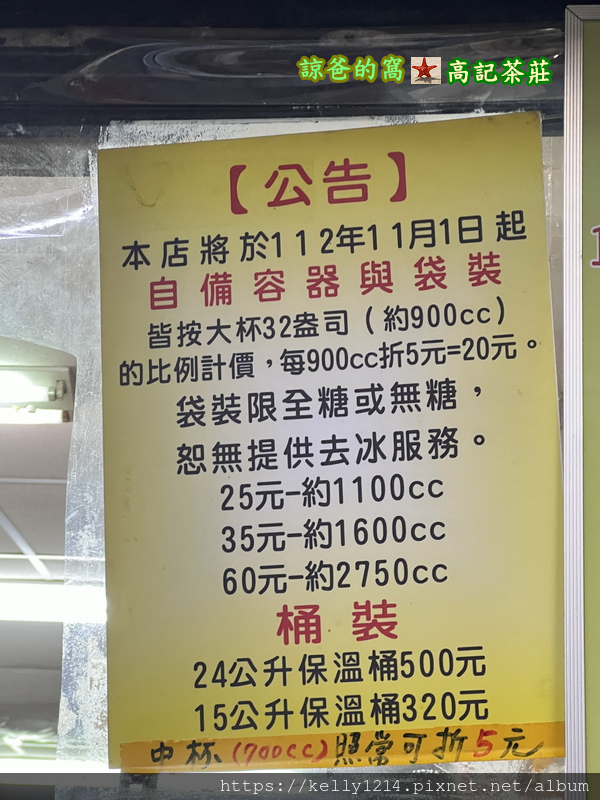 諒爸的窩 高記茶莊
【公告】
本店將於112年11月1日起
自備容器與袋裝
皆按大杯32盎司（約900cc）
的比例計價，每900cc折5元=20元。
袋裝限全糖或無糖，
恕無提供去冰服務。
25元-約1100cc
35元-約1600cc
60元-約2750cc
桶裝
24公升保溫桶500元
15公升保溫桶320元
中杯(700cc)照常可折5元
https://kelly1214.pixnet.net/album